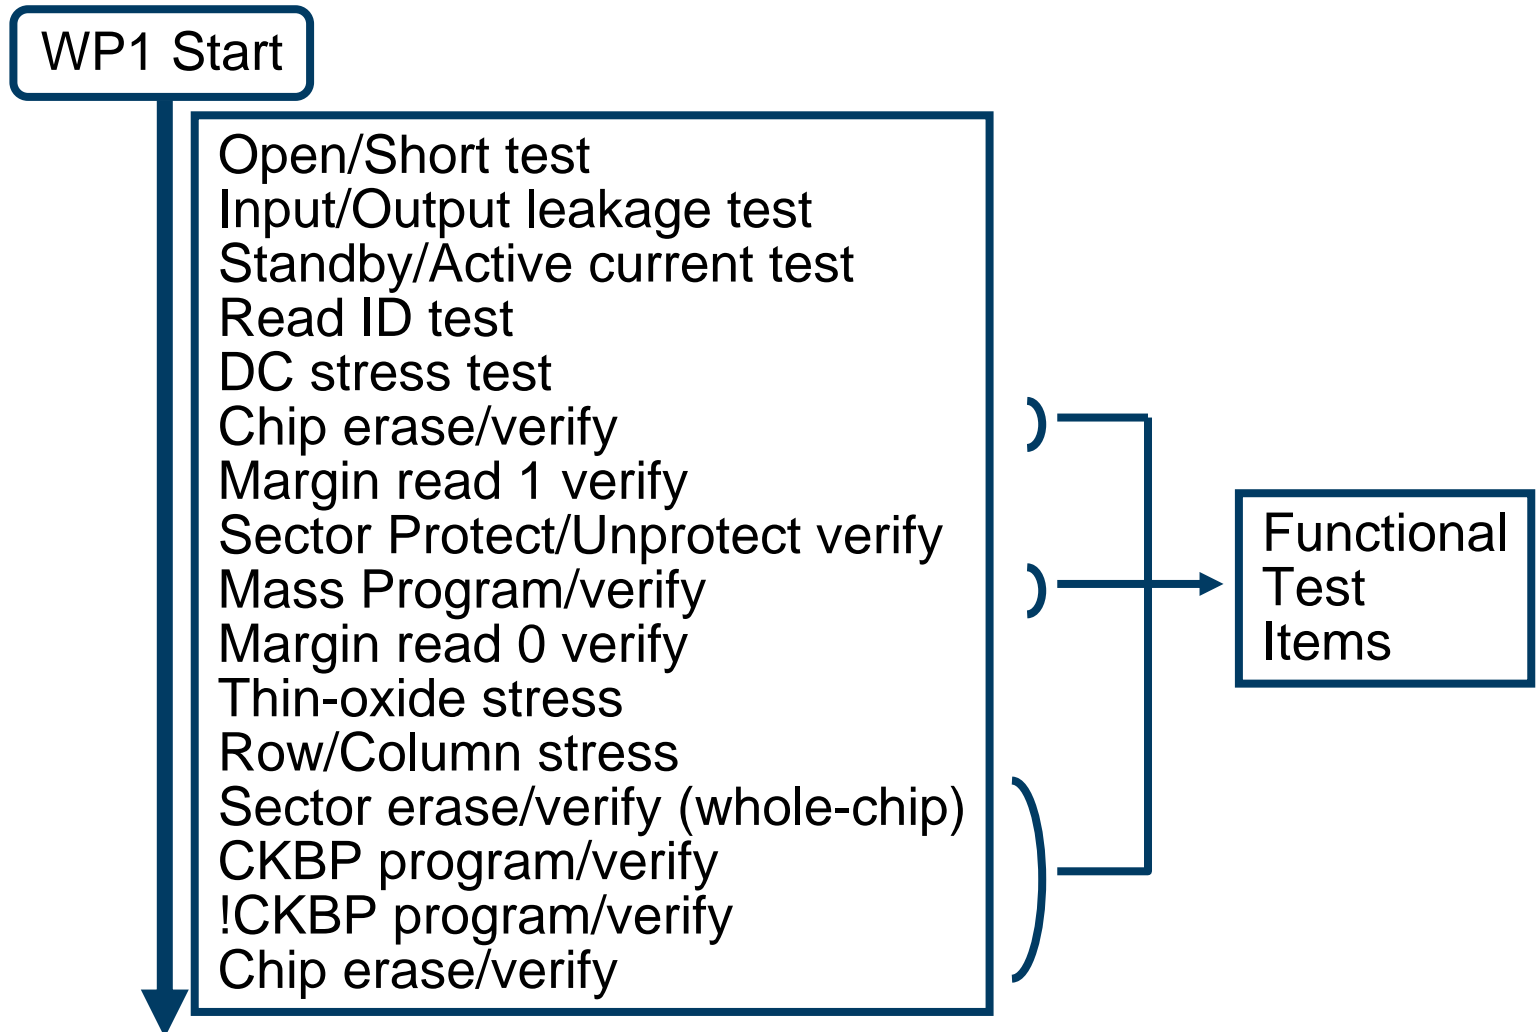 WP1 Start
Open/Short test
Input/Output leakage test
Standby/Active current test
Read ID test
DC stress test
Chip erase/verify
Margin read 1 verify
Sector Protect/Unprotect verify
Mass Program/verify
Margin read 0 verify
Thin-oxide stress
Row/Column stress
Sector erase/verify (whole-chip)
CKBP program/verify
!CKBP program/verify
Chip erase/verify
Functional
Test
Items